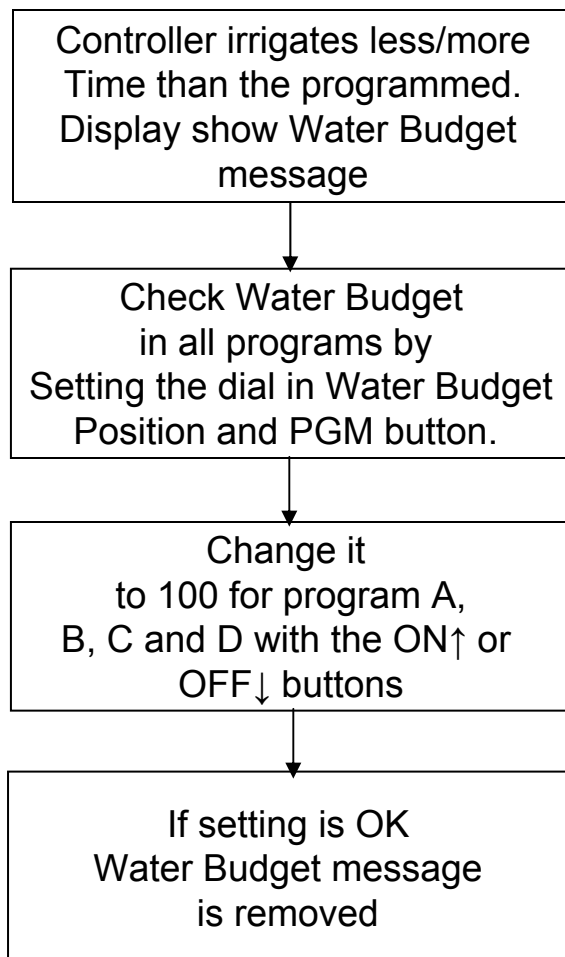 Controller irrigates less/more
Time than the programmed.
Display show Water Budget
message
Check Water Budget
in all programs by
Setting the dial in Water Budget
Position and PGM button.
Change it
to 100 for program A,
B, C and D with the ON↑ or
OFF↓ buttons
If setting is OK
Water Budget message
is removed